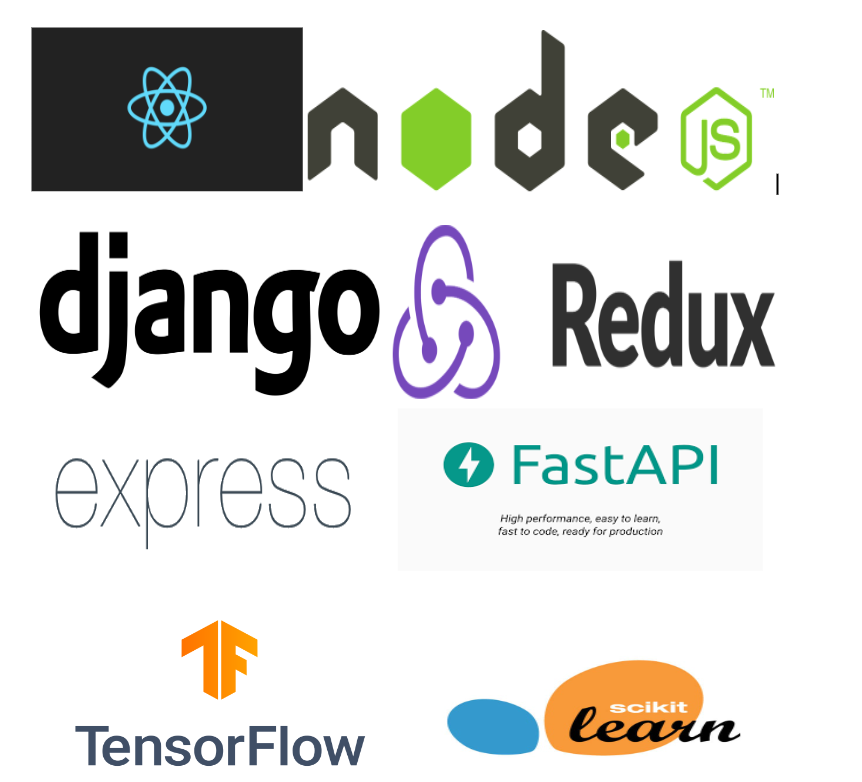 node JS TM
django
Redux
express
FastAPI
High performance, easy to learn,
fast to code, ready for production
TensorFlow
scikit
learn